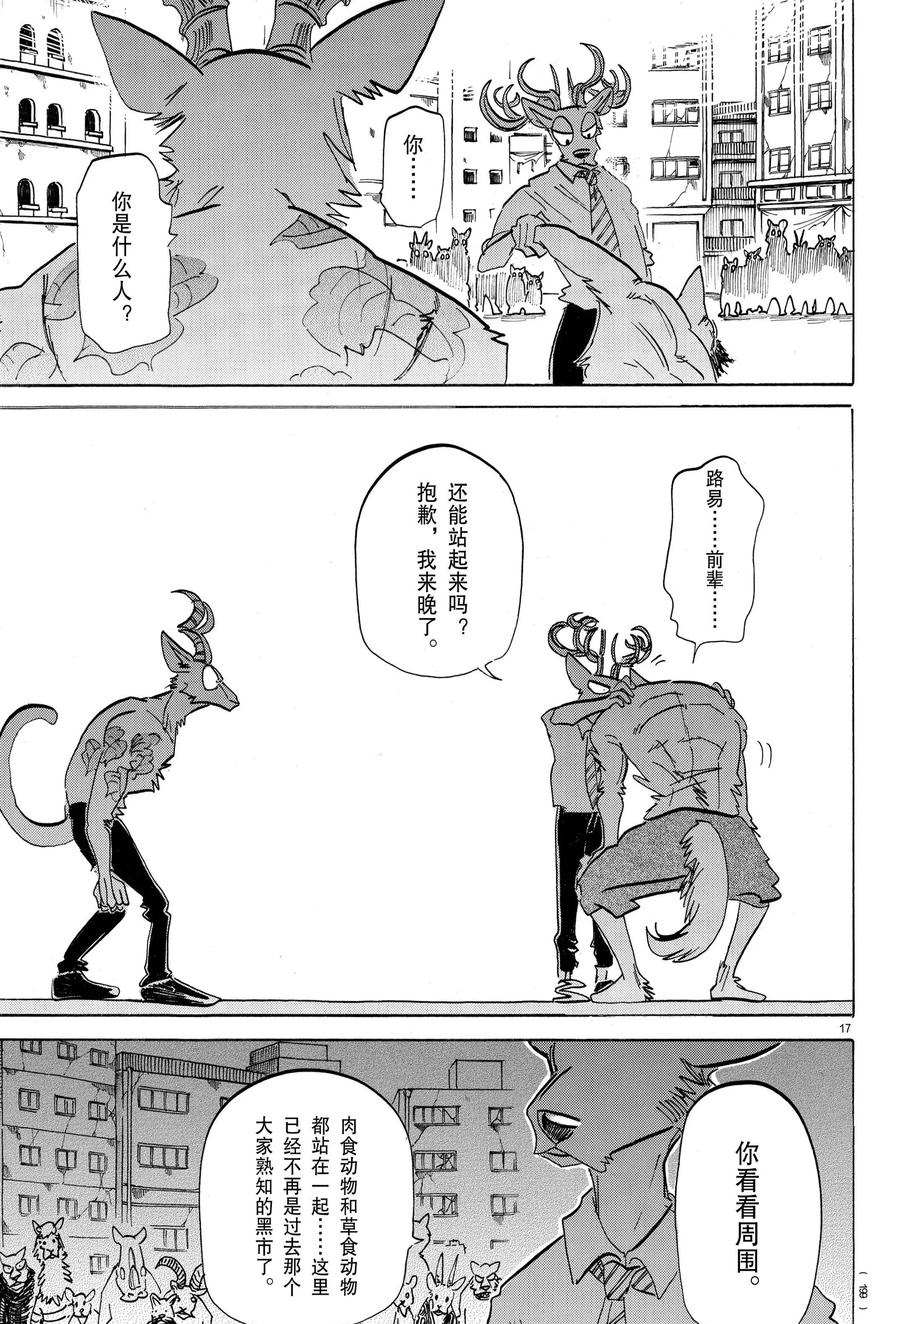 你……
你是什么人？
路易……前辈……
还能站起来吗？
抱歉，我来晚了。
17
你看看周围。
肉食动物和草食动物
都站在一起……这里
已经不再是过去那个
大家熟知的黑市了。